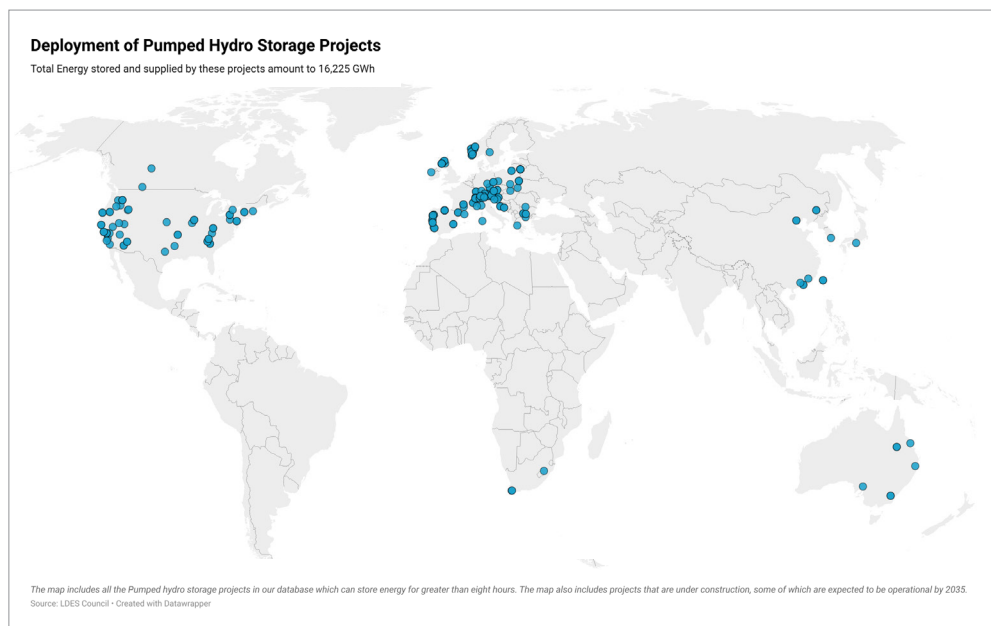 Deployment of Pumped Hydro Storage Projects
Total Energy stored and supplied by these projects amount to 16,225 GWh
The map includes all the Pumped hydro storage projects in our database which can store energy for greater than eight hours. The map also includes projects that are under construction, some of which are expected to be operational by 2035.
Source: LDES Council • Created with Datawrapper